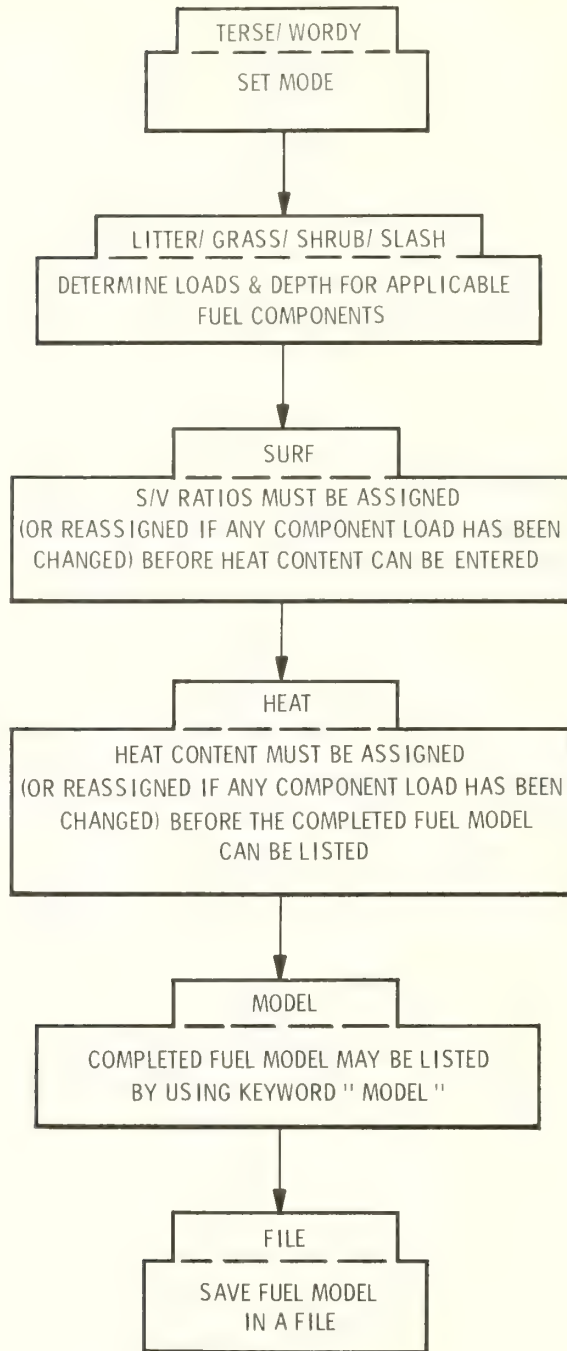 TERSE/ WORDY
SET MODE
LITTER/ GRASS/ SHRUB/ SLASH
DETERMINE LOADS & DEPTH FOR APPLICABLE
FUEL COMPONENTS
SURF
S/V RATIOS MUST BE ASSIGNED
(OR REASSIGNED IF ANY COMPONENT LOAD HAS BEEN
CHANGED) BEFORE HEAT CONTENT CAN BE ENTERED
HEAT
HEAT CONTENT MUST BE ASSIGNED
(OR REASSIGNED IF ANY COMPONENT LOAD HAS BEEN
CHANGED) BEFORE THE COMPLETED FUEL MODEL
CAN BE LISTED
MODEL
COMPLETED FUEL MODEL MAY BE LISTED
BY USING KEYWORD " MODEL "
FILE
SAVE FUEL MODEL
IN A FILE